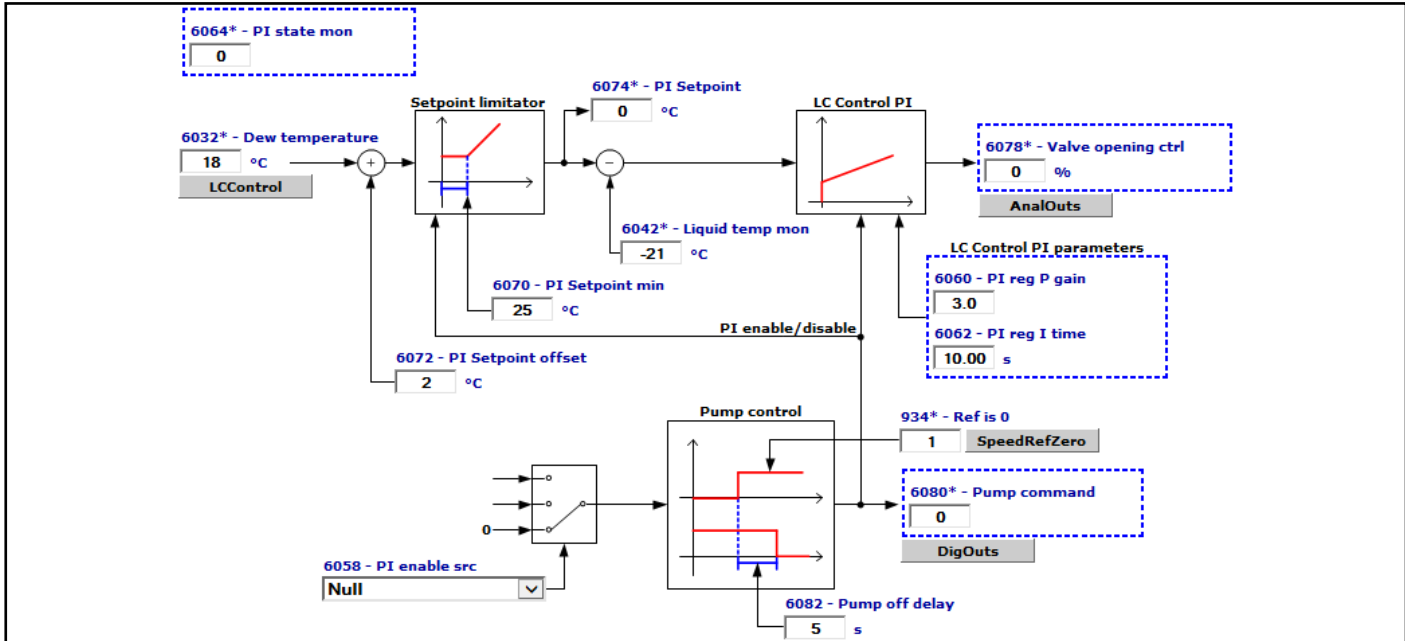 6064* - PI state mon
0
6074* - PI Setpoint
0 °C
Setpoint limitator
LC Control PI
6032* - Dew temperature
18 °C
LCControl
+
−
6078* - Valve opening ctrl
0 %
AnalOuts
6042* - Liquid temp mon
-21 °C
LC Control PI parameters
6060 - PI reg P gain
3.0
6062 - PI reg I time
10.00 s
6070 - PI Setpoint min
25 °C
PI enable/disable
6072 - PI Setpoint offset
2 °C
Pump control
934* - Ref is 0
1 SpeedRefZero
6080* - Pump command
0
DigOuts
0
6058 - PI enable src
Null
6082 - Pump off delay
5 s